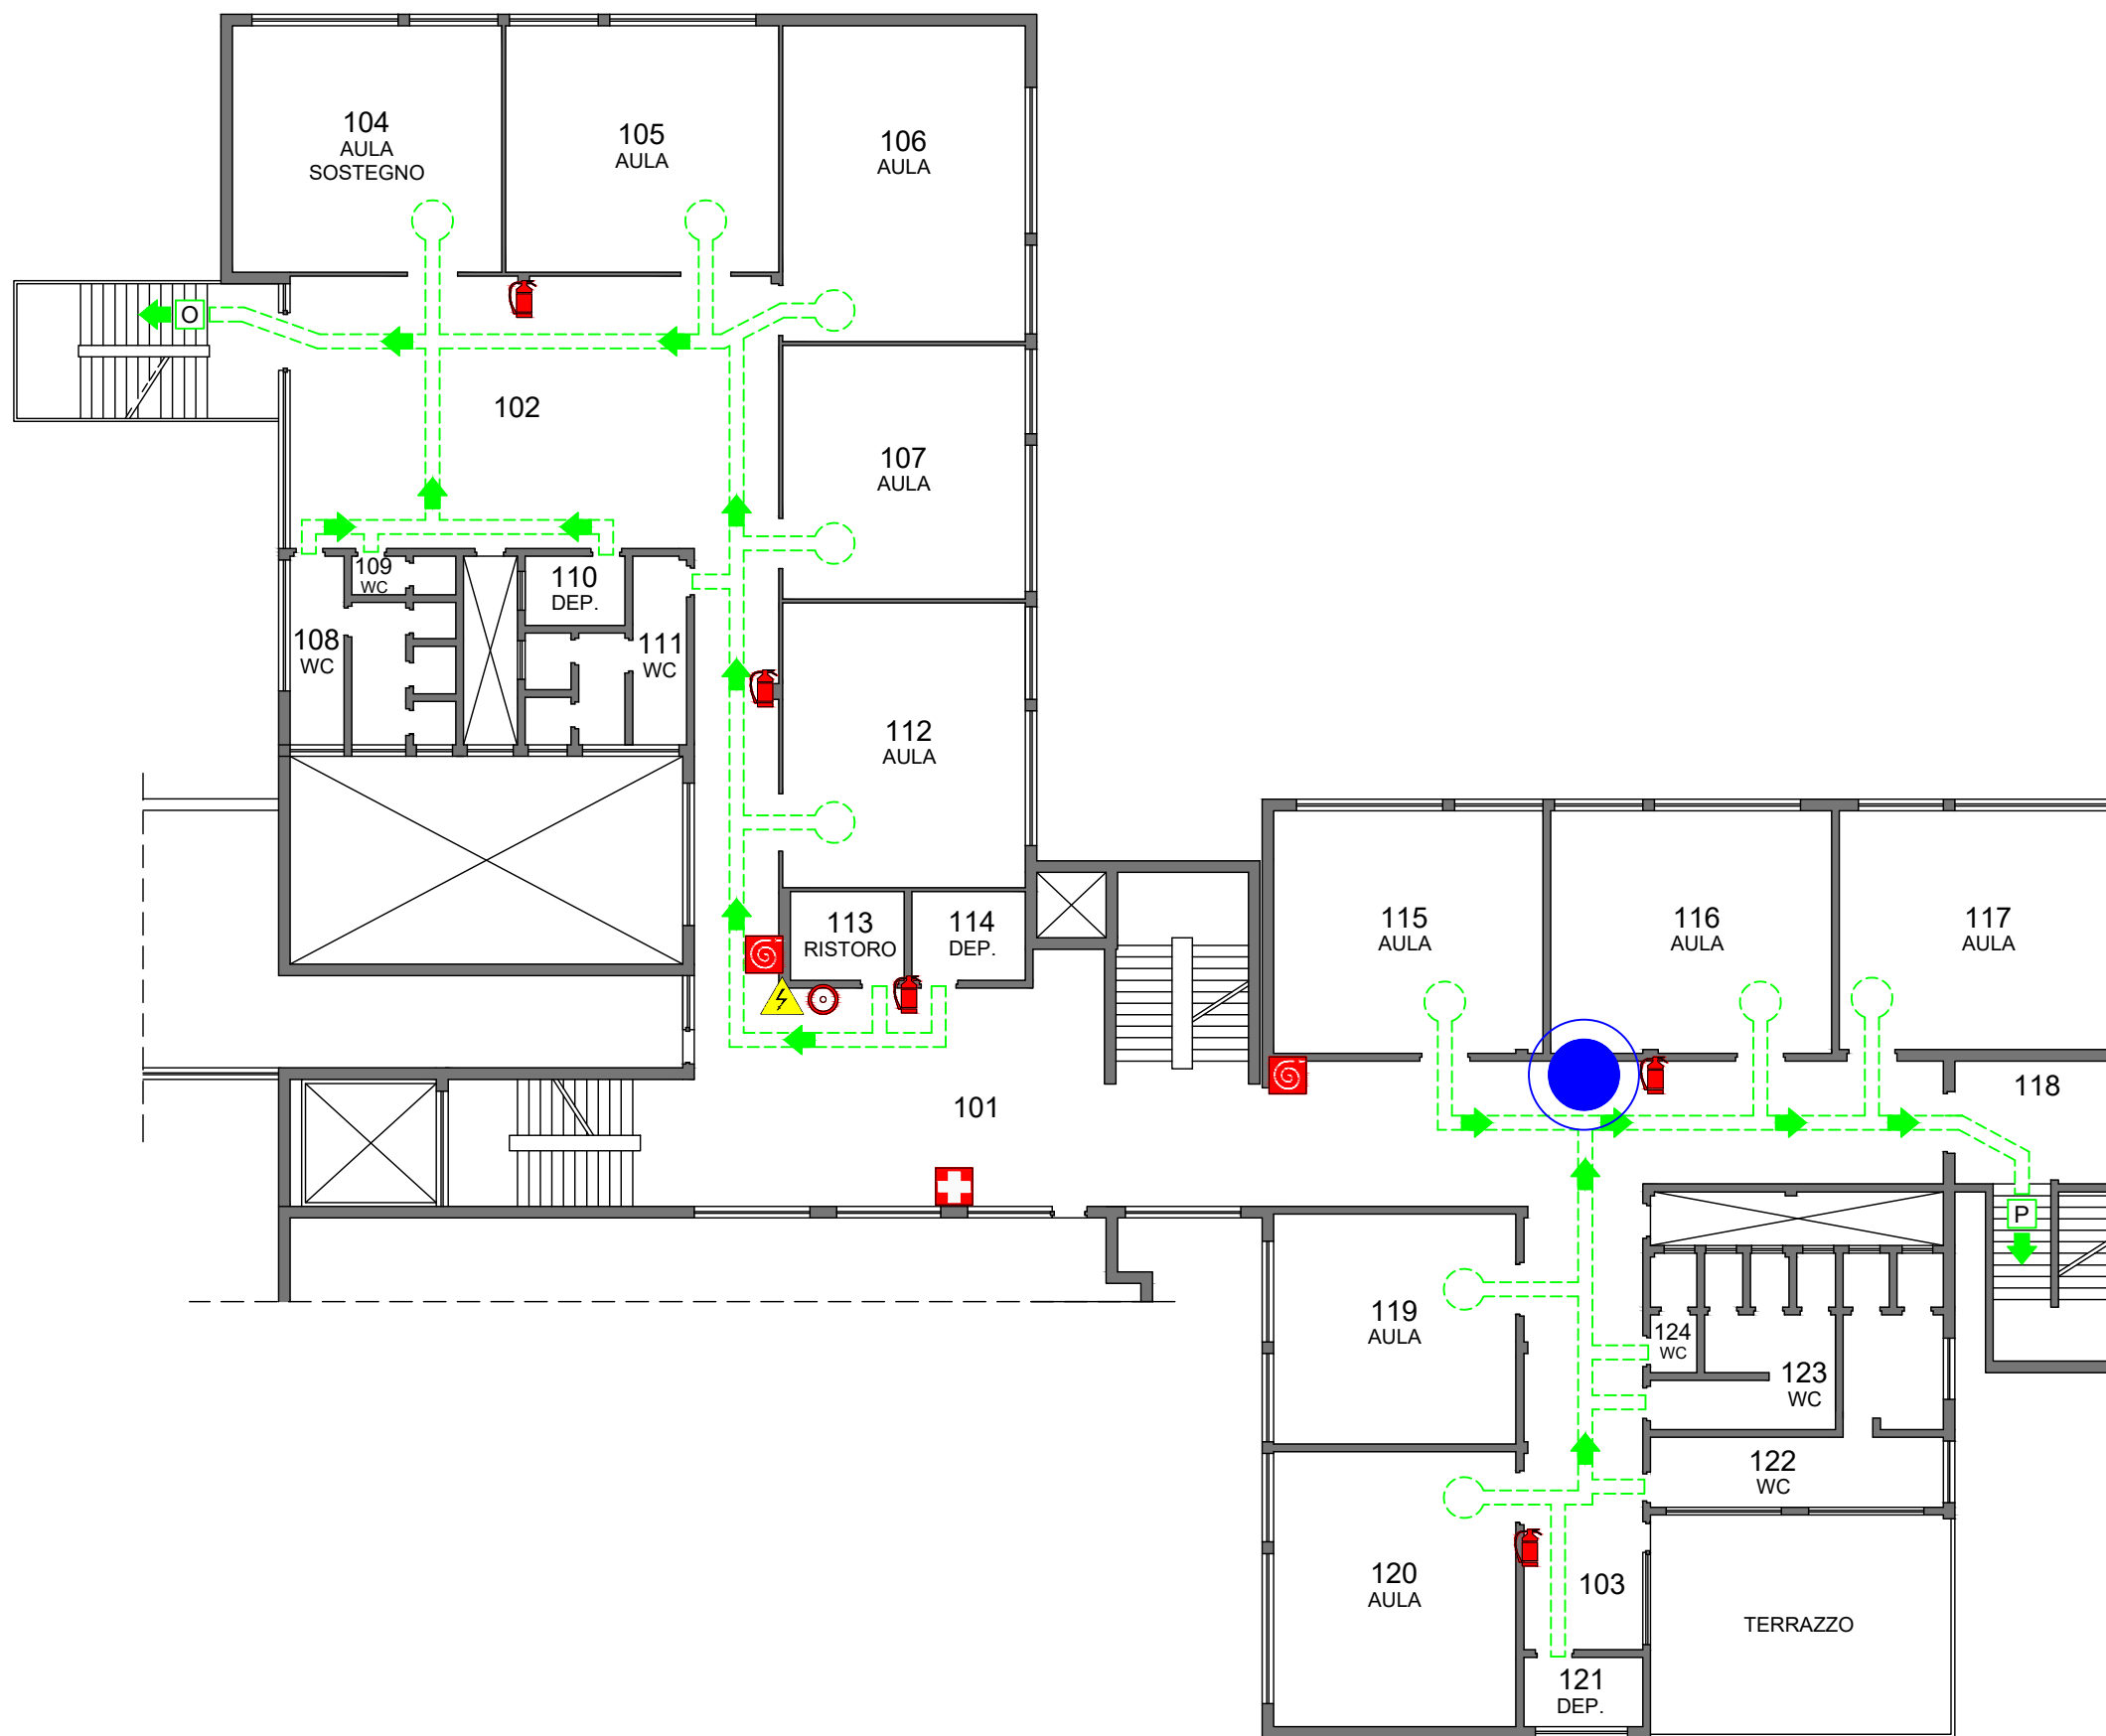 104
AULA
SOSTEGNO
105
AULA
106
AULA
O
102
107
AULA
109
WC
110
DEP.
108
WC
111
WC
112
AULA
113
RISTORO
114
DEP.
115
AULA
116
AULA
117
AULA
118
101
P
119
AULA
124
WC
123
WC
122
WC
120
AULA
103
TERRAZZO
121
DEP.